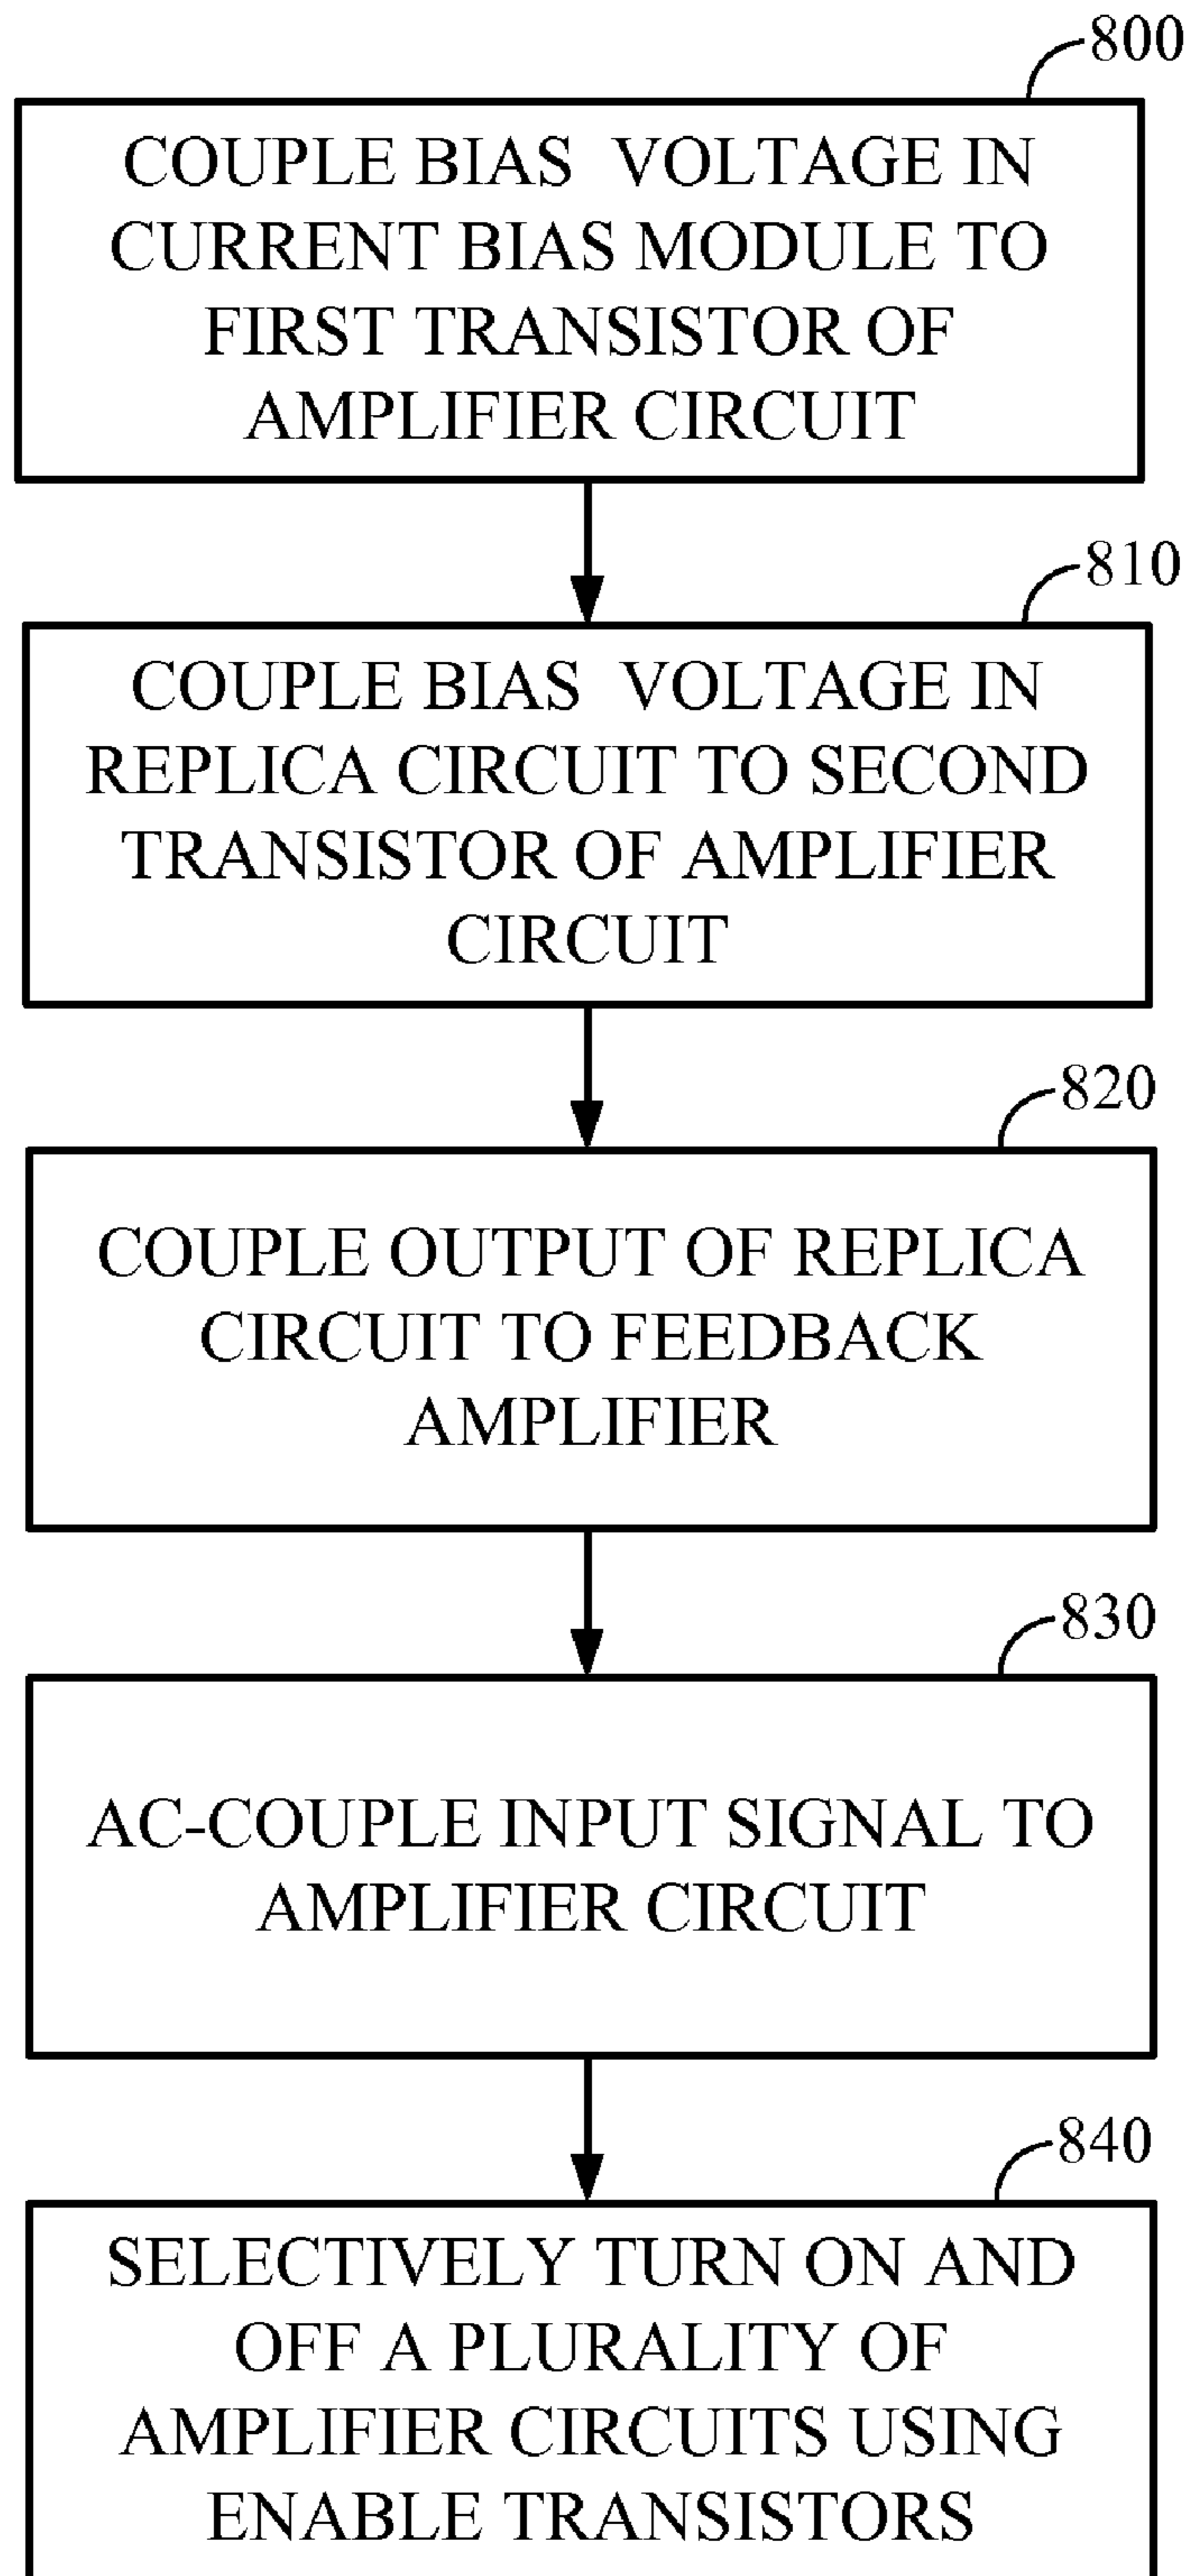 800
COUPLE BIAS VOLTAGE IN
CURRENT BIAS MODULE TO
FIRST TRANSISTOR OF
AMPLIFIER CIRCUIT
810
COUPLE BIAS VOLTAGE IN
REPLICA CIRCUIT TO SECOND
TRANSISTOR OF AMPLIFIER
CIRCUIT
820
COUPLE OUTPUT OF REPLICA
CIRCUIT TO FEEDBACK
AMPLIFIER
830
AC-COUPLE INPUT SIGNAL TO
AMPLIFIER CIRCUIT
840
SELECTIVELY TURN ON AND
OFF A PLURALITY OF
AMPLIFIER CIRCUITS USING
ENABLE TRANSISTORS